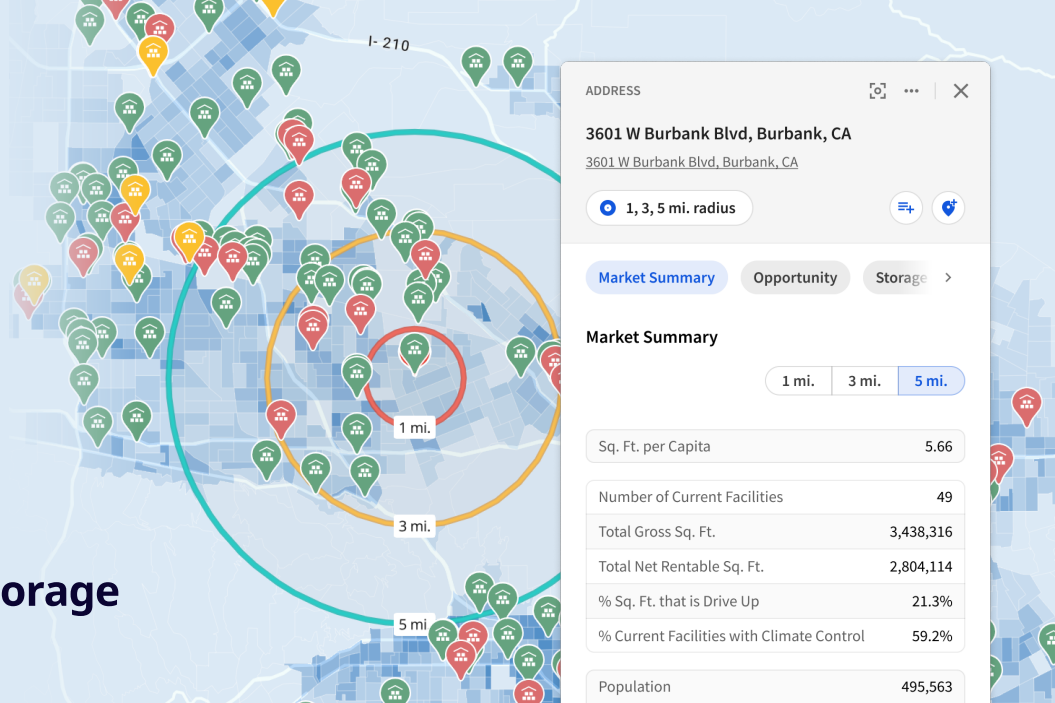 I- 210
1 mi.
3 mi.
5 mi.
orage
ADDRESS
3601 W Burbank Blvd, Burbank, CA
3601 W Burbank Blvd, Burbank, CA
1, 3, 5 mi. radius
Market Summary Opportunity Storage
Market Summary
1 mi. 3 mi. 5 mi.
Sq. Ft. per Capita 5.66
Number of Current Facilities 49
Total Gross Sq. Ft. 3,438,316
Total Net Rentable Sq. Ft. 2,804,114
% Sq. Ft. that is Drive Up 21.3%
% Current Facilities with Climate Control 59.2%
Population 495,563